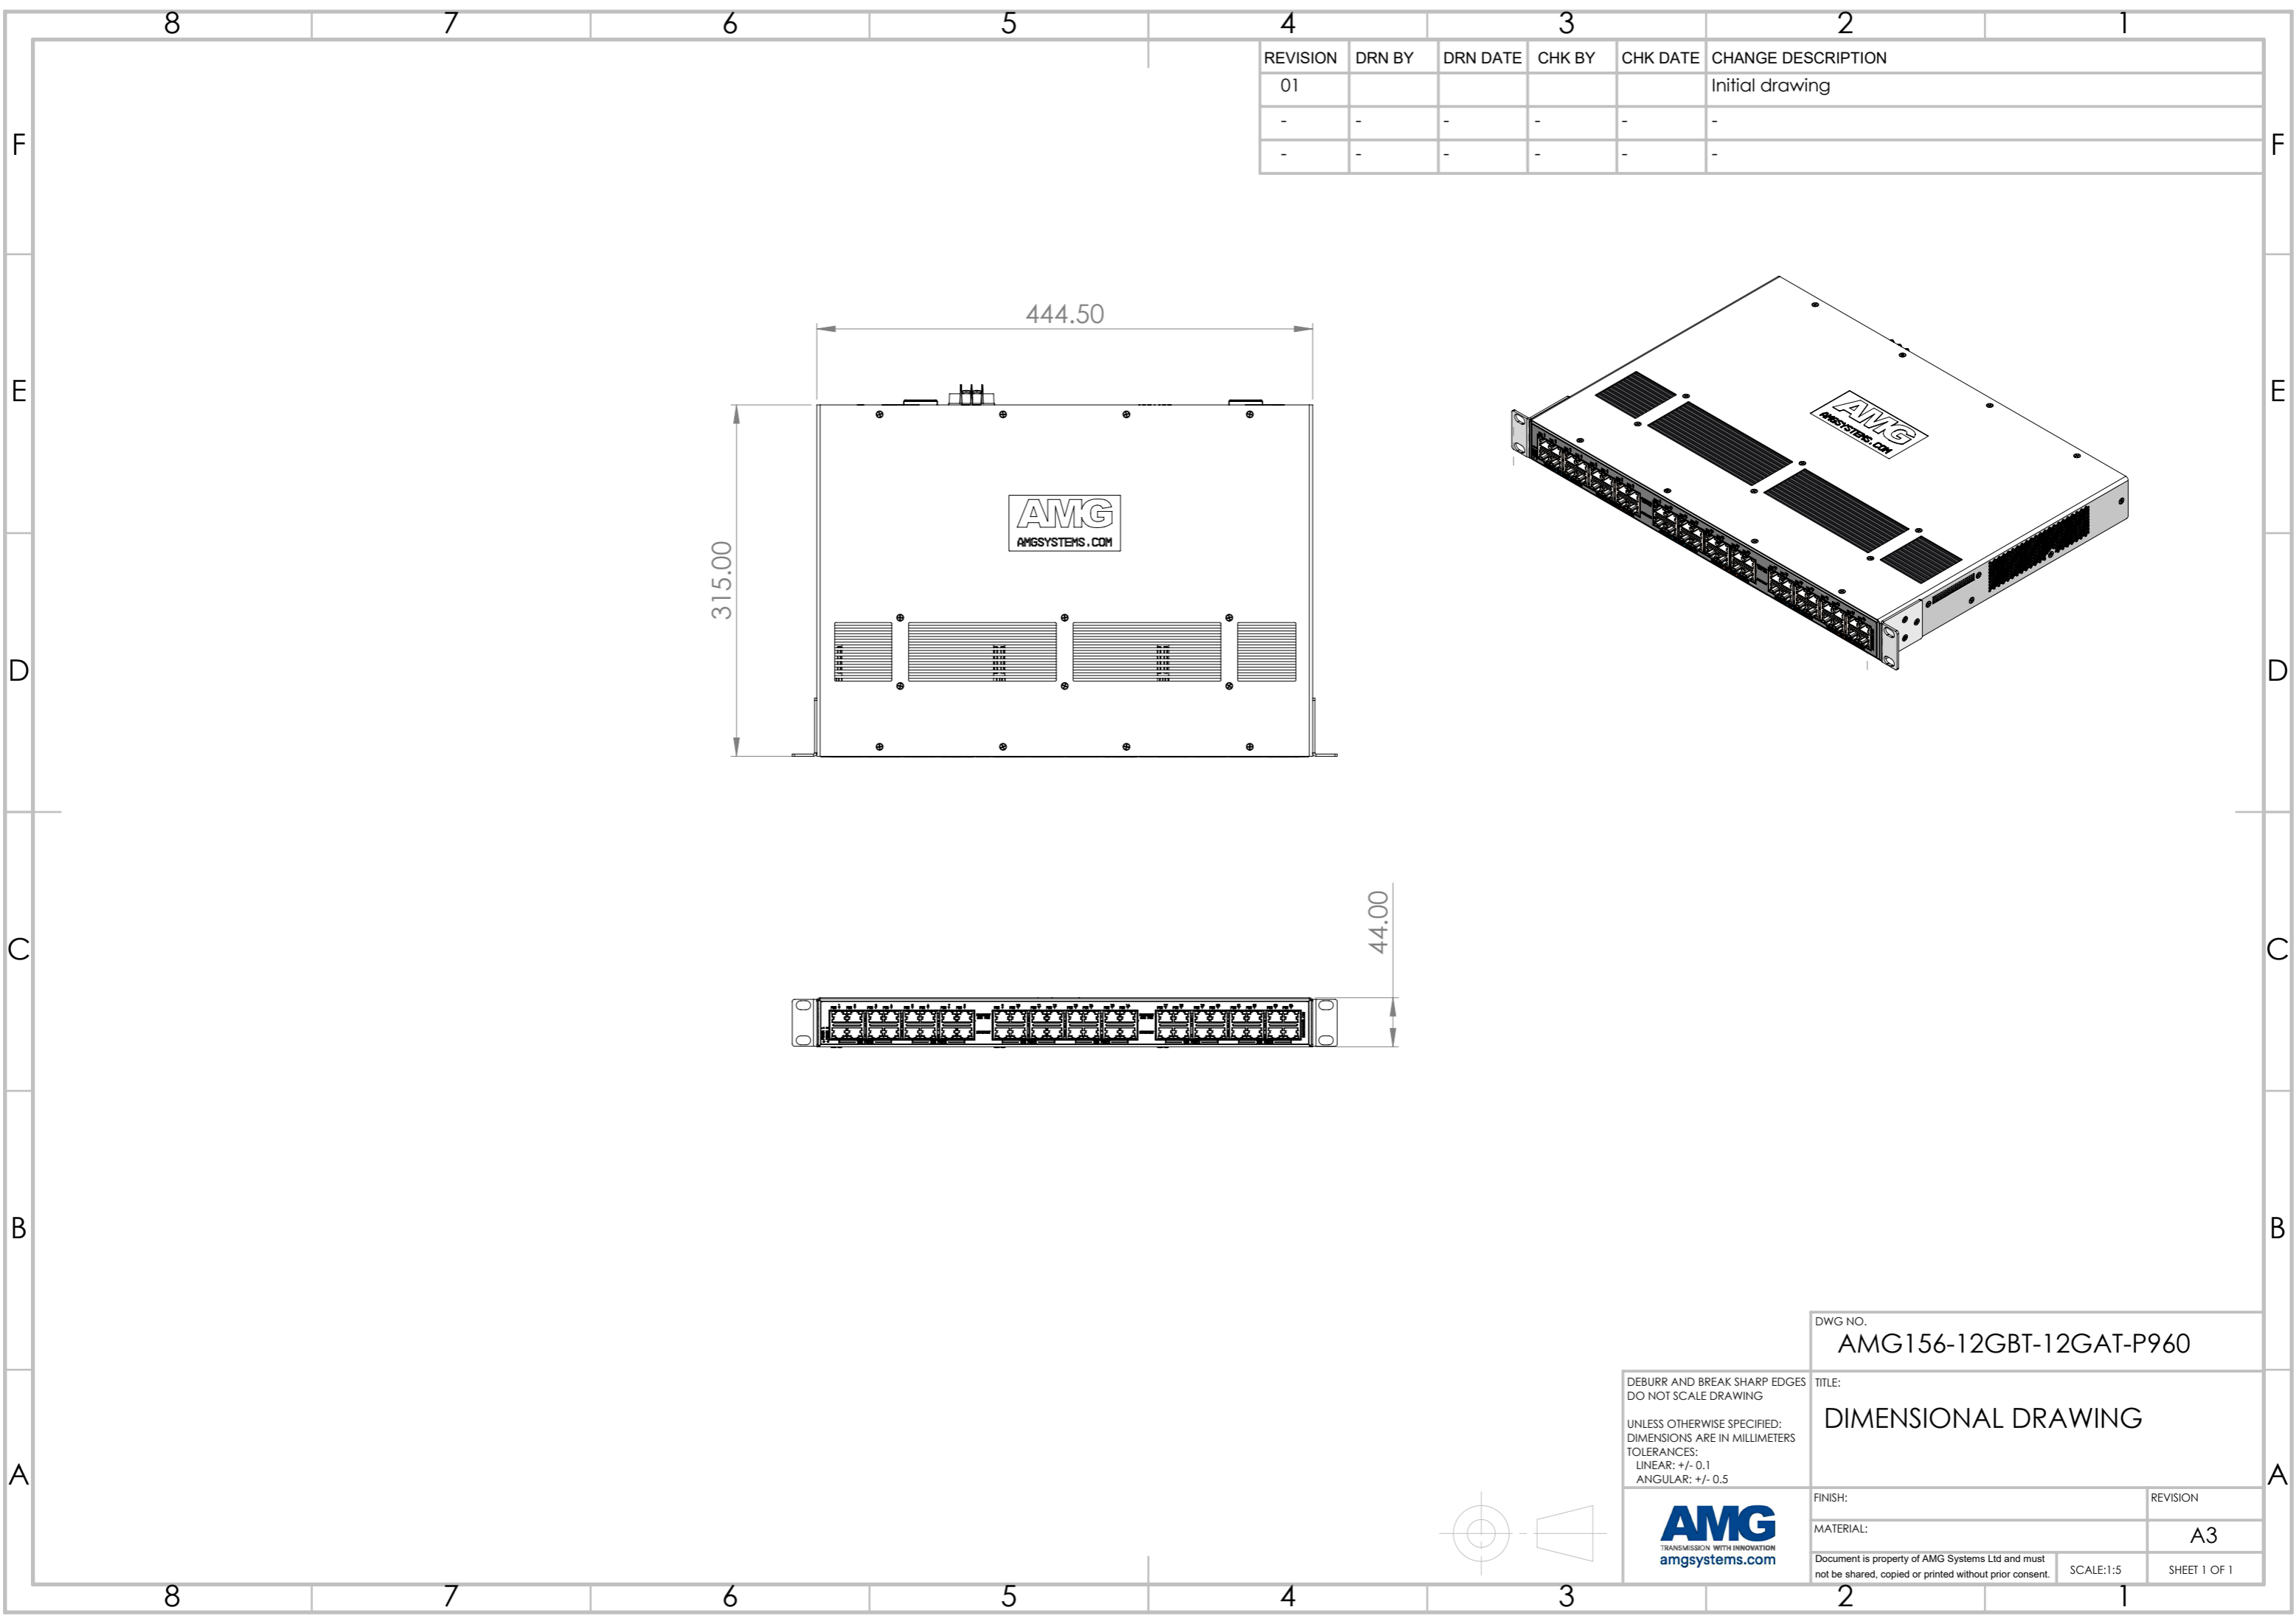 8 7 6 5 4 3 2 1
REVISION DRN BY DRN DATE CHK BY CHK DATE CHANGE DESCRIPTION
01 Initial drawing
- - - - - -
- - - - - -
F F
444.50
E E
AMG
AMGSYSTEMS.COM
AMG
AMGSYSTEMS.COM
315.00
D D
44.00
C C
B B
DWG NO.
AMG156-12GBT-12GAT-P960
DEBURR AND BREAK SHARP EDGES
DO NOT SCALE DRAWING
UNLESS OTHERWISE SPECIFIED:
DIMENSIONS ARE IN MILLIMETERS
TOLERANCES:
LINEAR: +/- 0.1
ANGULAR: +/- 0.5
TITLE:
DIMENSIONAL DRAWING
A A
AMG
TRANSMISSION WITH INNOVATION
amgsystems.com
FINISH:
REVISION
MATERIAL:
A3
Document is property of AMG Systems Ltd and must
not be shared, copied or printed without prior consent.
SCALE:1:5
SHEET 1 OF 1
8 7 6 5 4 3 2 1